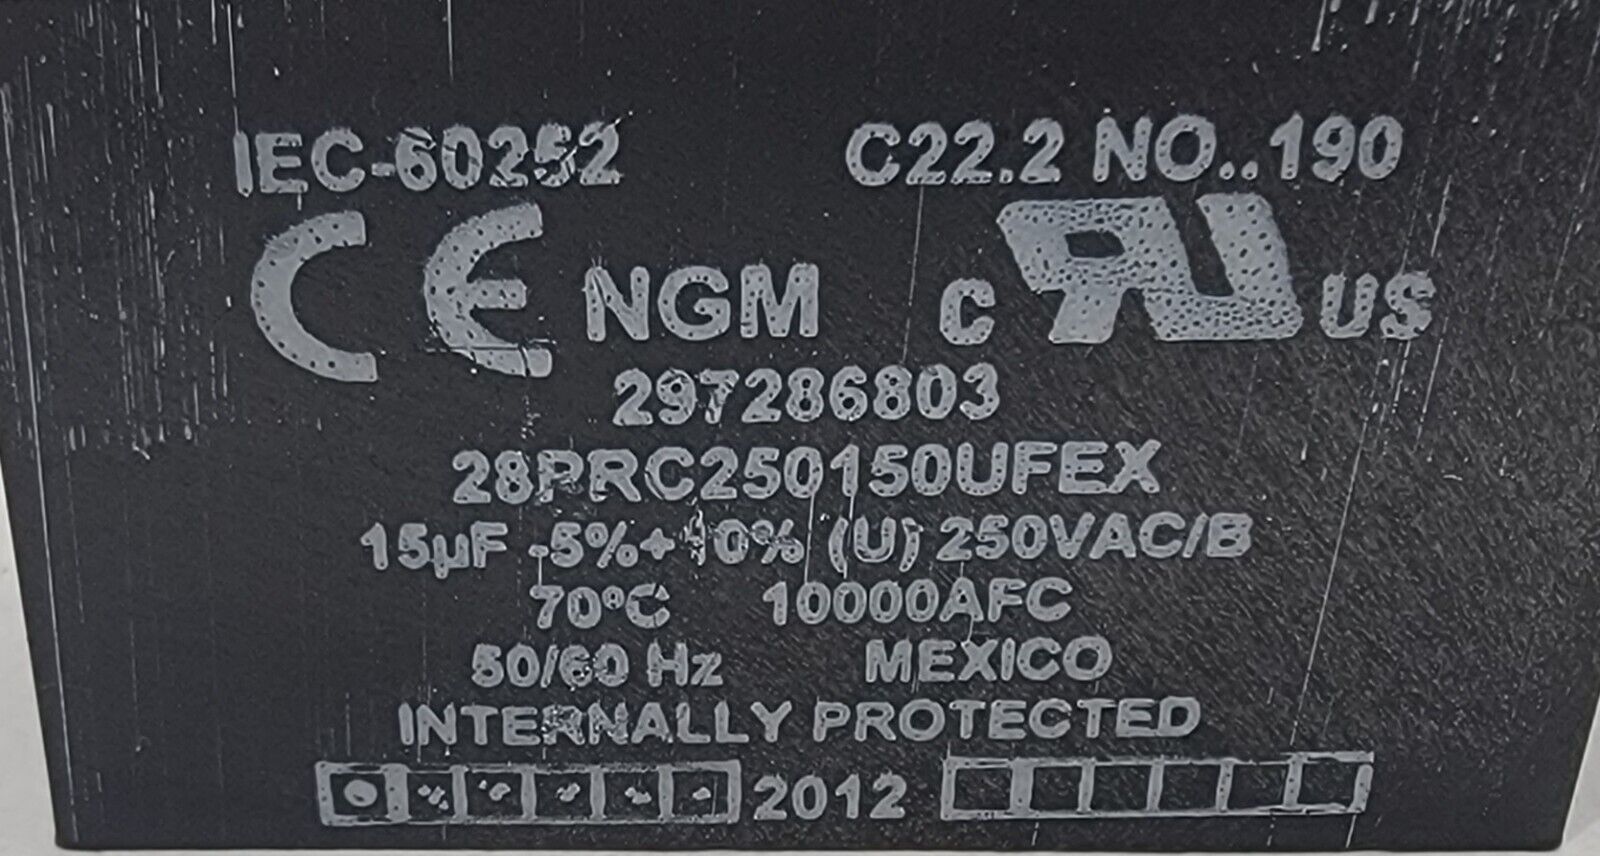 IEC-60252 C22.2 NO..190
CE NGM c RU US
297286803
28PRC250150UFEX
15µF -5%+10% (U) 250VAC/B
70°C 10000AFC
50/60 Hz MEXICO
INTERNALLY PROTECTED
2012